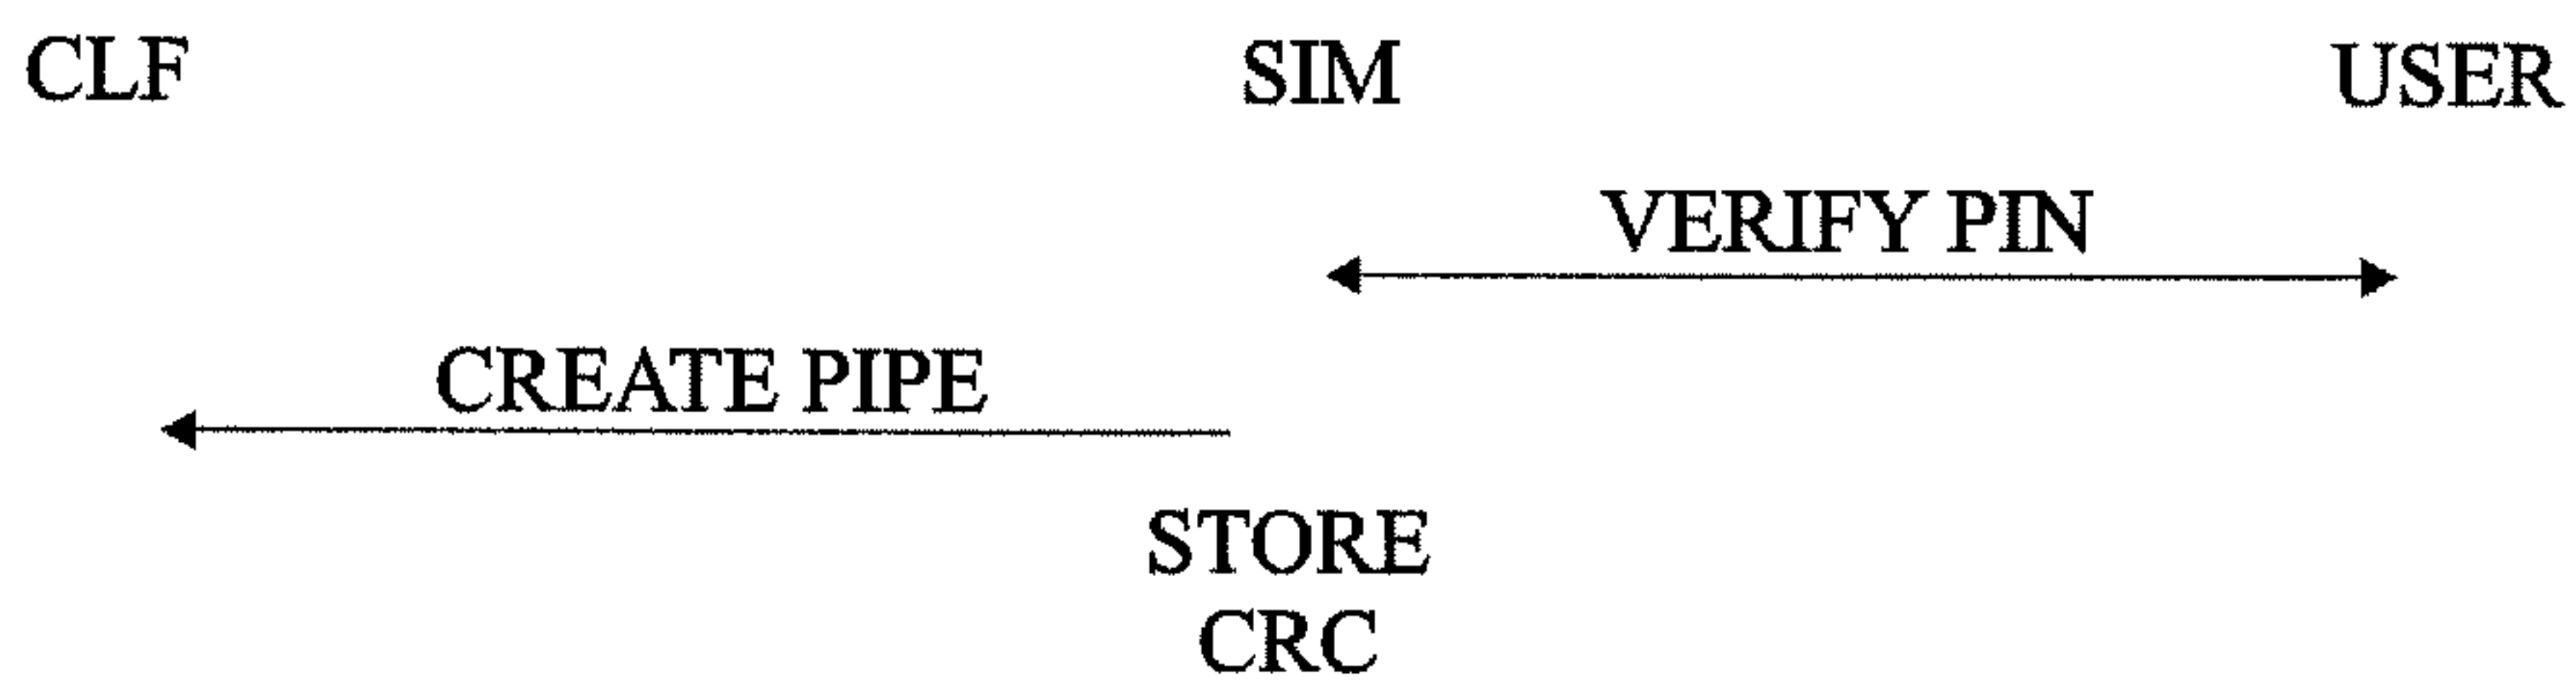 CLF SIM USER
VERIFY PIN
CREATE PIPE
STORE
CRC